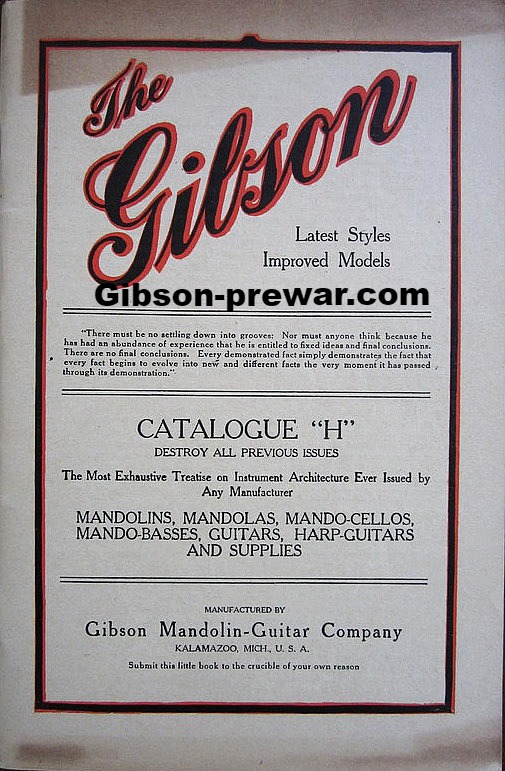 The
Gibson
Latest Styles
Improved Models
Gibson-prewar.com
"There must be no settling down into grooves: Nor must anyone think because he
has had an abundance of experience that he is entitled to fixed ideas and final conclusions.
There are no final conclusions. Every demonstrated fact simply demonstrates the fact that
every fact begins to evolve into new and different facts the very moment it has passed
through its demonstration."
CATALOGUE "H"
DESTROY ALL PREVIOUS ISSUES
The Most Exhaustive Treatise on Instrument Architecture Ever Issued by
Any Manufacturer
MANDOLINS, MANDOLAS, MANDO-CELLOS,
MANDO-BASSES, GUITARS, HARP-GUITARS
AND SUPPLIES
MANUFACTURED BY
Gibson Mandolin-Guitar Company
KALAMAZOO, MICH., U. S. A.
Submit this little book to the crucible of your own reason